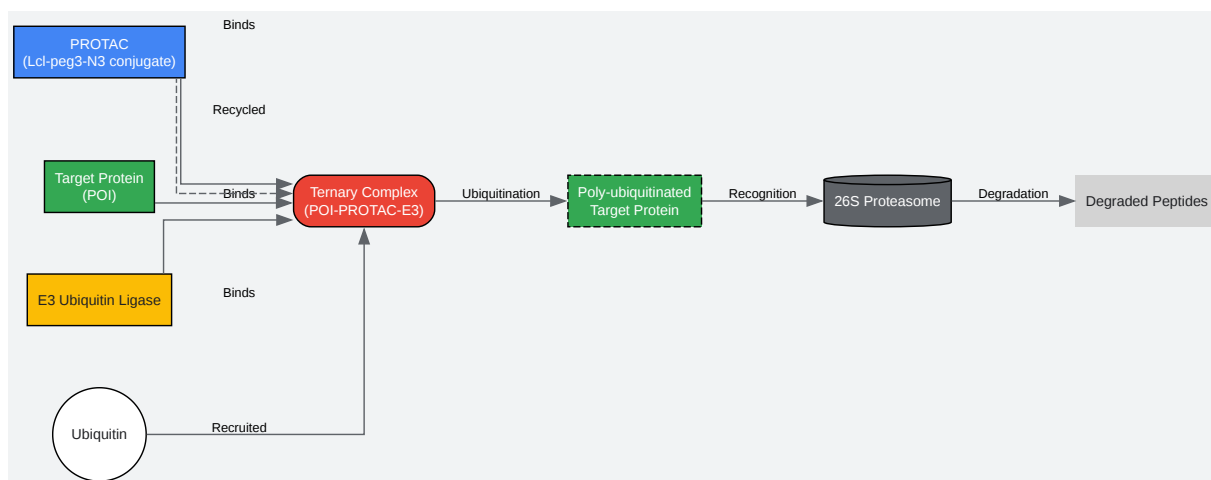 Binds
PROTAC
(Lcl-peg3-N3 conjugate)
Recycled
Target Protein
(POI)
Binds
Ternary Complex
(POI-PROTAC-E3)
Ubiquitination
Poly-ubiquitinated
Target Protein
Recognition
26S Proteasome
Degradation
Degraded Peptides
E3 Ubiquitin Ligase
Binds
Ubiquitin
Recruited